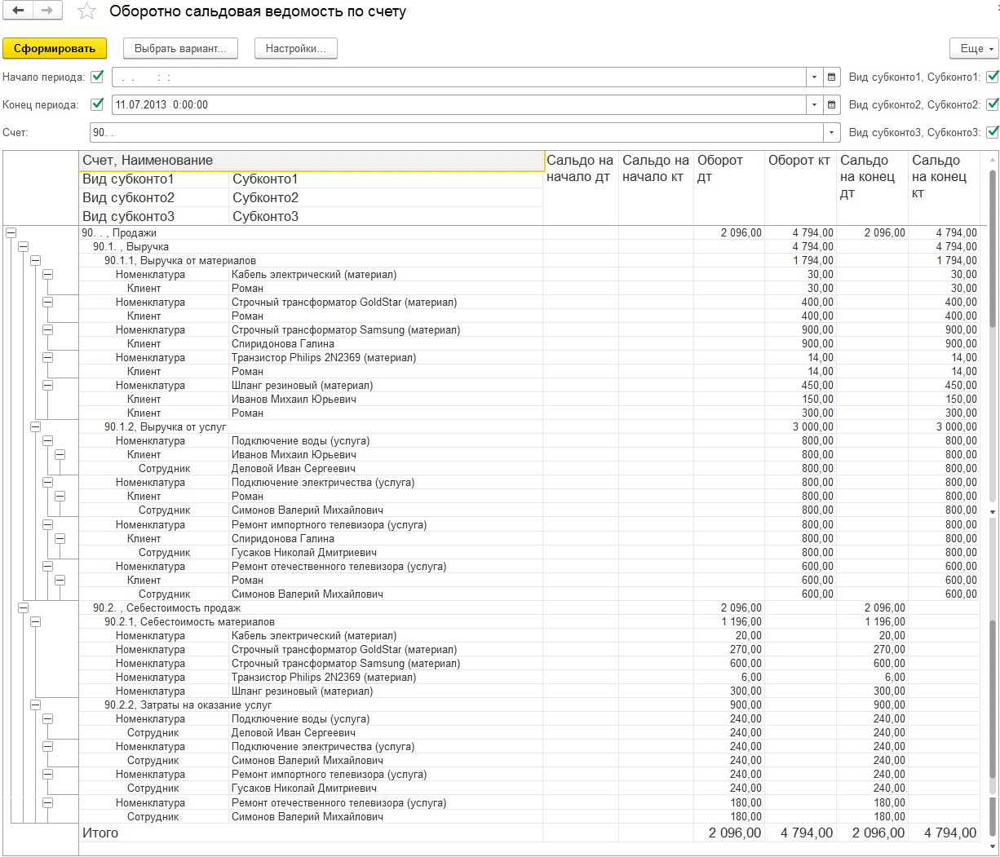 Оборотно сальдовая ведомость по счету
Сформировать Выбрать вариант... Настройки... Еще
Начало периода: . . : : Вид субконто1, Субконто1:
Конец периода: 11.07.2013 0:00:00 Вид субконто2, Субконто2:
Счет: 90. . Вид субконто3, Субконто3:
Счет, Наименование Сальдо на начало дт Сальдо на начало кт Оборот дт Оборот кт Сальдо на конец дт Сальдо на конец кт
Вид субконто1 Субконто1
Вид субконто2 Субконто2
Вид субконто3 Субконто3
90. . , Продажи 2 096,00 4 794,00 2 096,00 4 794,00
90.1. , Выручка 4 794,00 4 794,00
90.1.1, Выручка от материалов 1 794,00 1 794,00
Номенклатура Кабель электрический (материал) 30,00 30,00
Клиент Роман 30,00 30,00
Номенклатура Строчный трансформатор GoldStar (материал) 400,00 400,00
Клиент Роман 400,00 400,00
Номенклатура Строчный трансформатор Samsung (материал) 900,00 900,00
Клиент Спиридонова Галина 900,00 900,00
Номенклатура Транзистор Philips 2N2369 (материал) 14,00 14,00
Клиент Роман 14,00 14,00
Номенклатура Шланг резиновый (материал) 450,00 450,00
Клиент Иванов Михаил Юрьевич 150,00 150,00
Клиент Роман 300,00 300,00
90.1.2, Выручка от услуг 3 000,00 3 000,00
Номенклатура Подключение воды (услуга) 800,00 800,00
Клиент Иванов Михаил Юрьевич 800,00 800,00
Сотрудник Деловой Иван Сергеевич 800,00 800,00
Номенклатура Подключение электричества (услуга) 800,00 800,00
Клиент Роман 800,00 800,00
Сотрудник Симонов Валерий Михайлович 800,00 800,00
Номенклатура Ремонт импортного телевизора (услуга) 800,00 800,00
Клиент Спиридонова Галина 800,00 800,00
Сотрудник Гусаков Николай Дмитриевич 800,00 800,00
Номенклатура Ремонт отечественного телевизора (услуга) 600,00 600,00
Клиент Роман 600,00 600,00
Сотрудник Симонов Валерий Михайлович 600,00 600,00
90.2. , Себестоимость продаж 2 096,00 2 096,00
90.2.1, Себестоимость материалов 1 196,00 1 196,00
Номенклатура Кабель электрический (материал) 20,00 20,00
Номенклатура Строчный трансформатор GoldStar (материал) 270,00 270,00
Номенклатура Строчный трансформатор Samsung (материал) 600,00 600,00
Номенклатура Транзистор Philips 2N2369 (материал) 6,00 6,00
Номенклатура Шланг резиновый (материал) 300,00 300,00
90.2.2, Затраты на оказание услуг 900,00 900,00
Номенклатура Подключение воды (услуга) 240,00 240,00
Сотрудник Деловой Иван Сергеевич 240,00 240,00
Номенклатура Подключение электричества (услуга) 240,00 240,00
Сотрудник Симонов Валерий Михайлович 240,00 240,00
Номенклатура Ремонт импортного телевизора (услуга) 240,00 240,00
Сотрудник Гусаков Николай Дмитриевич 240,00 240,00
Номенклатура Ремонт отечественного телевизора (услуга) 180,00 180,00
Сотрудник Симонов Валерий Михайлович 180,00 180,00
Итого 2 096,00 4 794,00 2 096,00 4 794,00